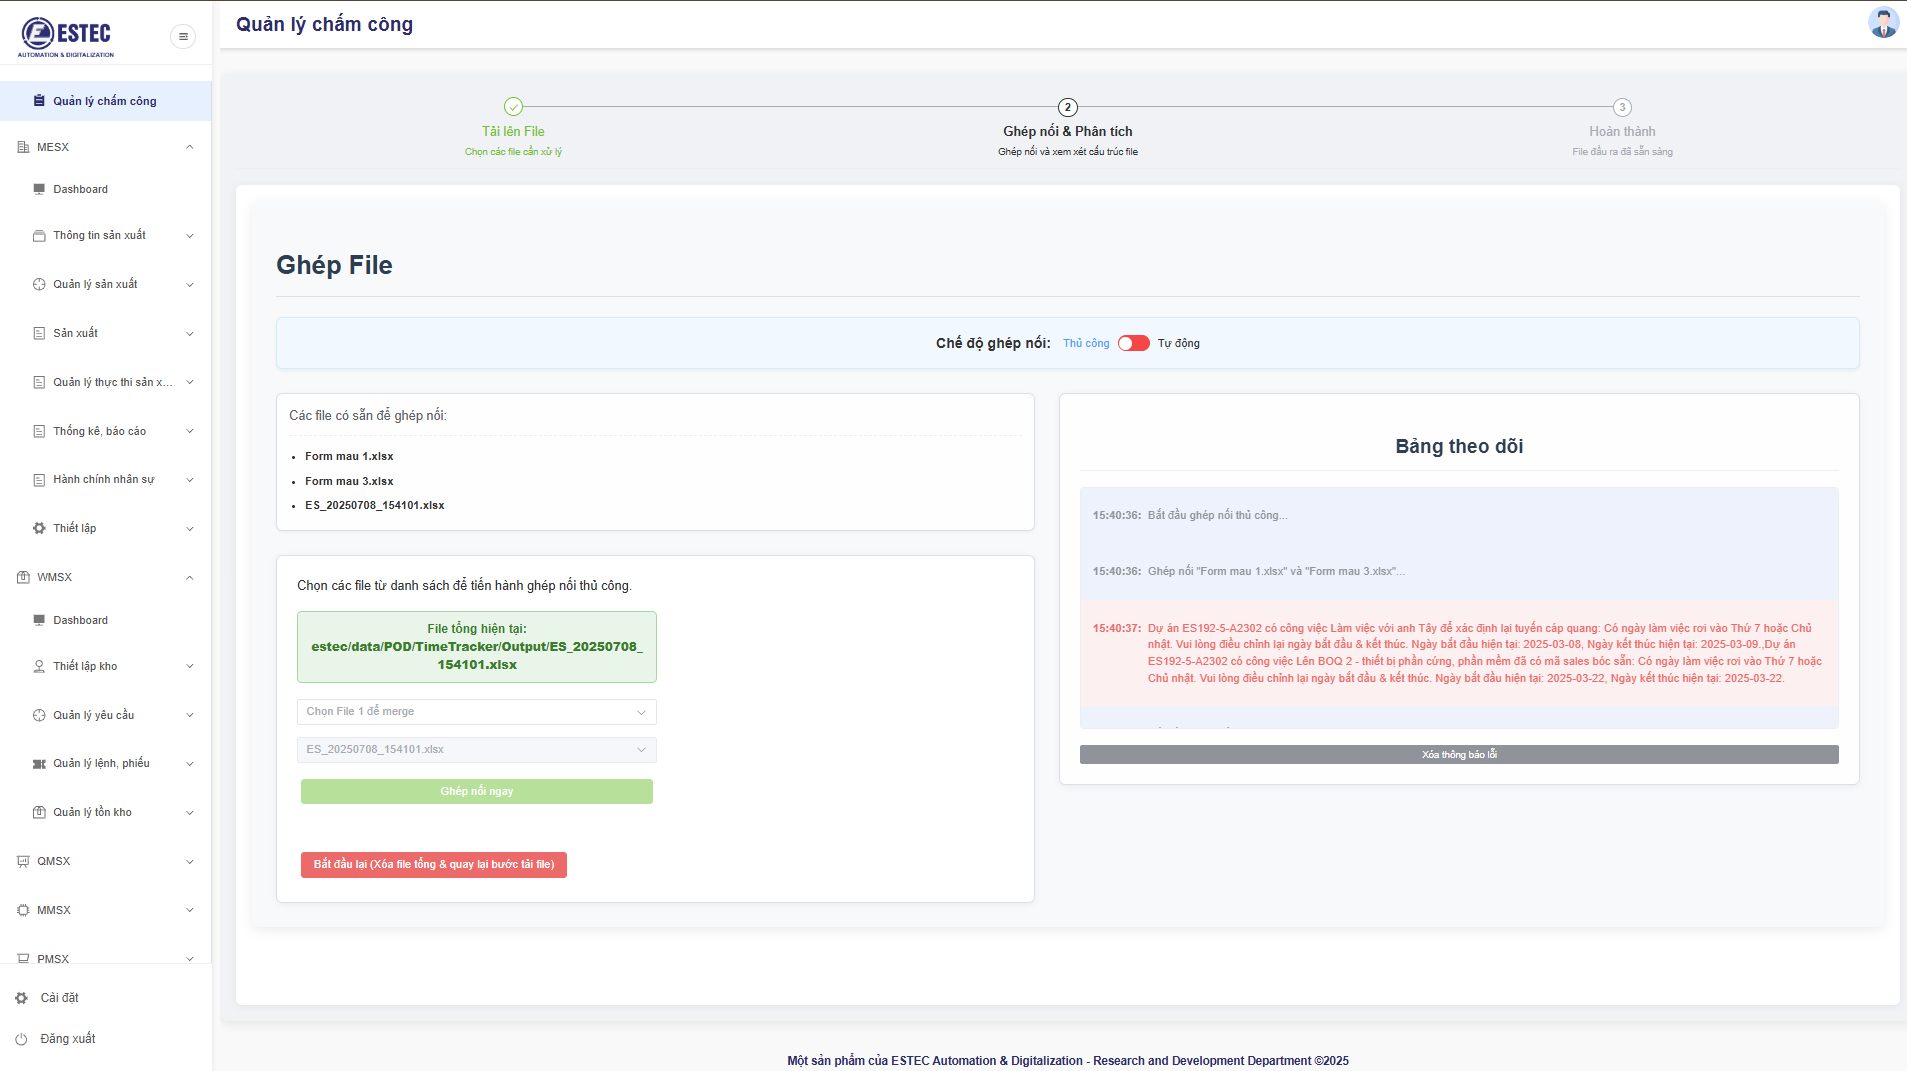 ESTEC
AUTOMATION & DIGITALIZATION
Quản lý chấm công
MESX
Dashboard
Thông tin sản xuất
Quản lý sản xuất
Sản xuất
Quản lý thực thi sản x...
Thống kê, báo cáo
Hành chính nhân sự
Thiết lập
WMSX
Dashboard
Thiết lập kho
Quản lý yêu cầu
Quản lý lệnh, phiếu
Quản lý tồn kho
QMSX
MMSX
PMSX
Cài đặt
Đăng xuất
Quản lý chấm công
Tải lên File
Chọn các file cần xử lý
2
Ghép nối & Phân tích
Ghép nối và xem xét cấu trúc file
3
Hoàn thành
File đầu ra đã sẵn sàng
Ghép File
Chế độ ghép nối: Thủ công Tự động
Các file có sẵn để ghép nối:
Form mau 1.xlsx
Form mau 3.xlsx
ES_20250708_154101.xlsx
Chọn các file từ danh sách để tiến hành ghép nối thủ công.
File tổng hiện tại:
estec/data/POD/TimeTracker/Output/ES_20250708_
154101.xlsx
Chọn File 1 để merge
ES_20250708_154101.xlsx
Ghép nối ngay
Bắt đầu lại (Xóa file tổng & quay lại bước tải file)
Bảng theo dõi
15:40:36: Bắt đầu ghép nối thủ công...
15:40:36: Ghép nối "Form mau 1.xlsx" và "Form mau 3.xlsx"...
15:40:37: Dự án ES192-5-A2302 có công việc Làm việc với anh Tây để xác định lại tuyến cáp quang: Có ngày làm việc rơi vào Thứ 7 hoặc Chủ
nhật. Vui lòng điều chỉnh lại ngày bắt đầu & kết thúc. Ngày bắt đầu hiện tại: 2025-03-08, Ngày kết thúc hiện tại: 2025-03-09.,Dự án
ES192-5-A2302 có công việc Lên BOQ 2 - thiết bị phần cứng, phần mềm đã có mã sales bóc sẵn: Có ngày làm việc rơi vào Thứ 7 hoặc
Chủ nhật. Vui lòng điều chỉnh lại ngày bắt đầu & kết thúc. Ngày bắt đầu hiện tại: 2025-03-22, Ngày kết thúc hiện tại: 2025-03-22.
Xóa thông báo lỗi
Một sản phẩm của ESTEC Automation & Digitalization - Research and Development Department ©2025